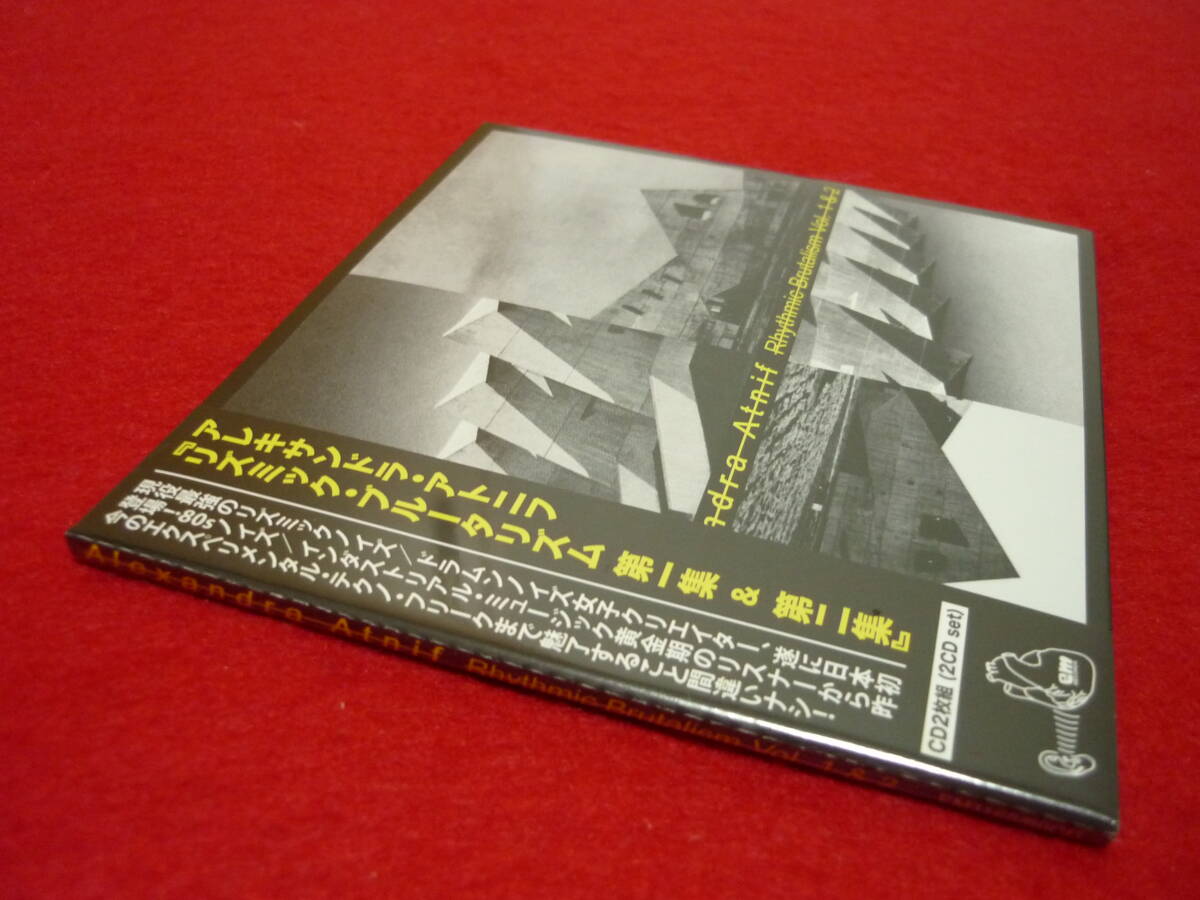 ndra Atnif Rhythmic Brutalism Vol. 1 & 2
アレキサンドラ・アトニフ
『リズミック・ブルータリズム 第一集 & 第二集』
現役最強のリズミックノイズ/ドラムンノイズ女子クリエイター、遂に日本初
登場!80sノイズ/インダストリアル・ミュージック黄金期のリスナーから昨
今のエクスペリメンタル・テクノ・フリークまで魅了すること間違いナシ!
CD2枚組 (2CD set)
em
Alexandra Atnif Rhythmic Brutalism Vol. 1 & 2